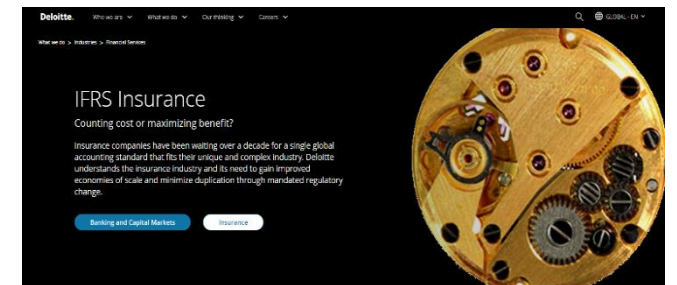 Deloitte. Who we are What we do Our thinking Careers GLOBAL - EN
What we do > Industries > Financial Services
IFRS Insurance
Counting cost or maximizing benefit?
Insurance companies have been waiting over a decade for a single global
accounting standard that fits their unique and complex industry. Deloitte
understands the insurance industry and its need to gain improved
economies of scale and minimize duplication through mandated regulatory
change.
Banking and Capital Markets Insurance